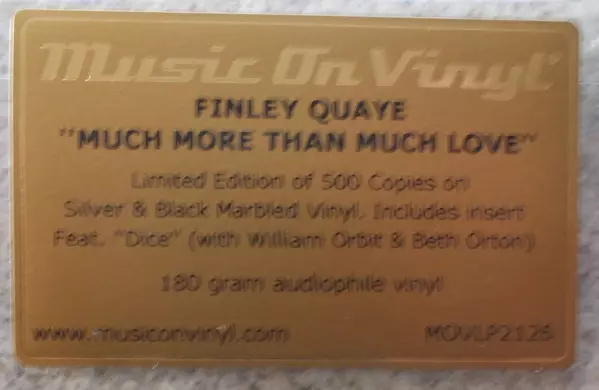 Music On Vinyl
FINLEY QUAYE
"MUCH MORE THAN MUCH LOVE"
Limited Edition of 500 Copies on
Silver & Black Marbled Vinyl. Includes insert
Feat. "Dice" (with William Orbit & Beth Orton)
180 gram audiophile vinyl
www.musiconvinyl.com MOVLP2126